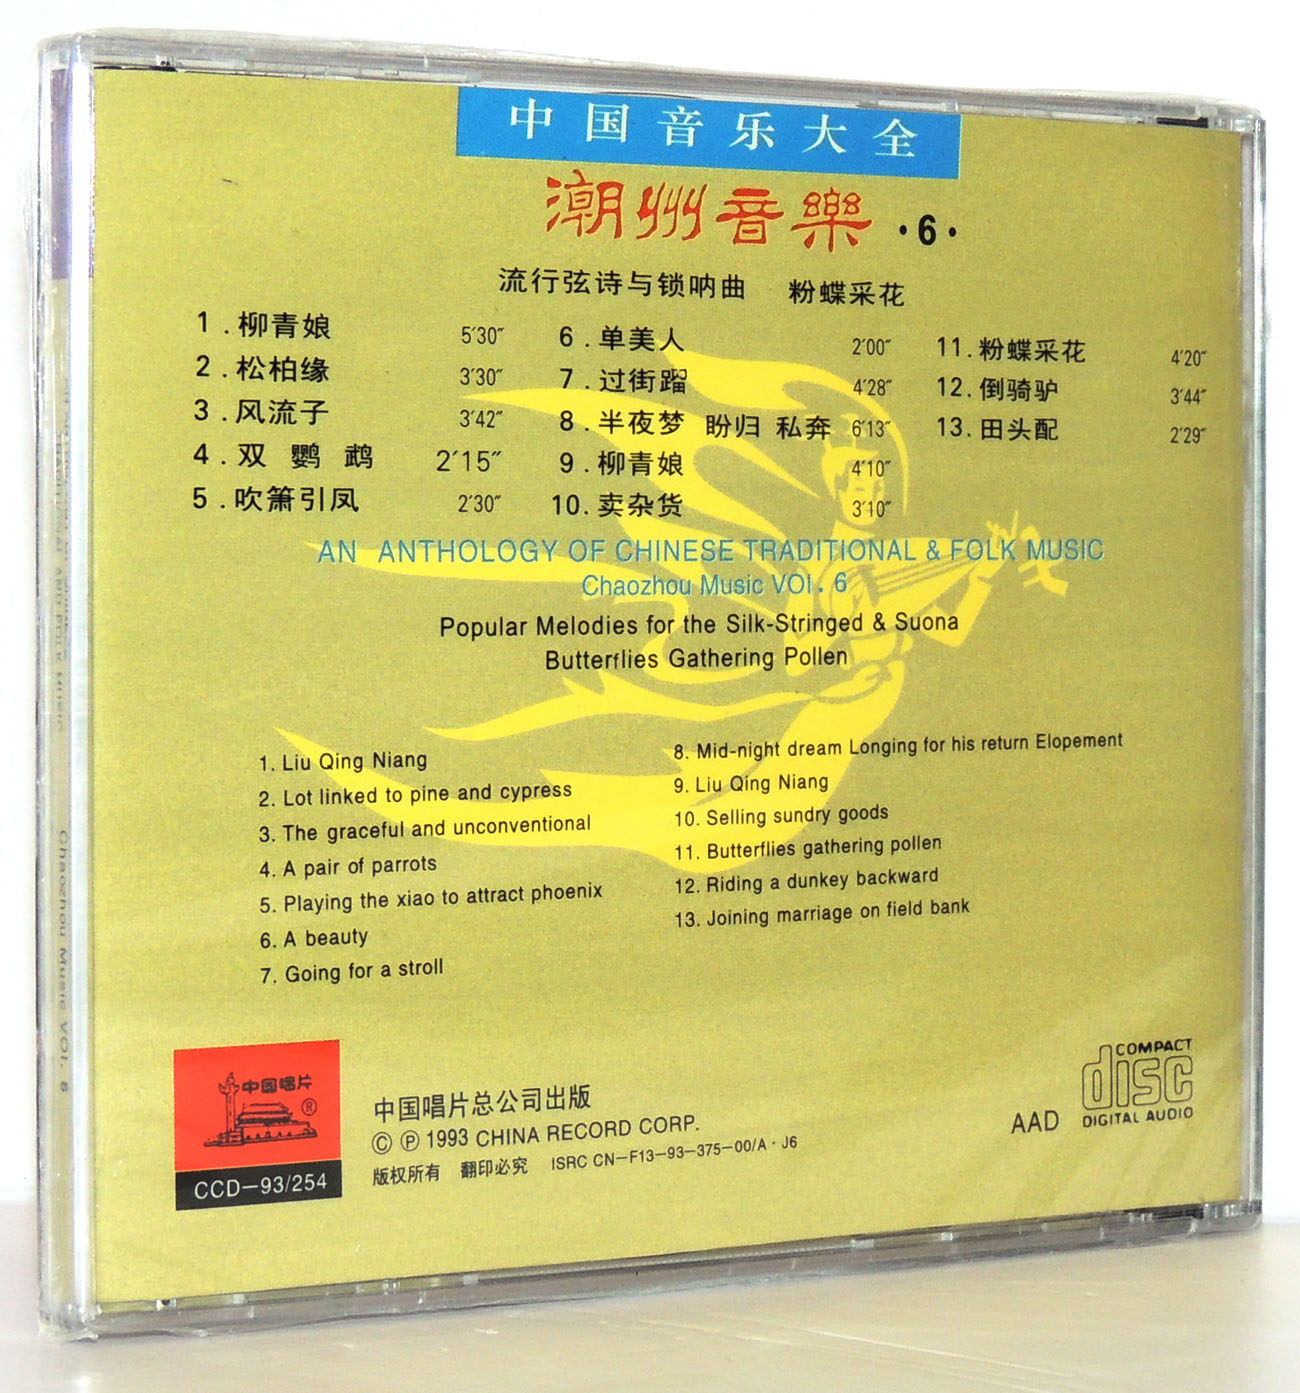 中国音乐大全
潮州音樂 ·6·
流行弦诗与锁呐曲 粉蝶采花
1.柳青娘 5′30″
2.松柏缘 3′30″
3.风流子 3′42″
4.双鹦鹉 2′15″
5.吹箫引凤 2′30″
6.单美人 2′00″
7.过街蹓 4′28″
8.半夜梦 盼归 私奔 6′13″
9.柳青娘 4′10″
10.卖杂货 3′10″
11.粉蝶采花 4′20″
12.倒骑驴 3′44″
13.田头配 2′29″
AN ANTHOLOGY OF CHINESE TRADITIONAL & FOLK MUSIC
Chaozhou Music VOl. 6
Popular Melodies for the Silk-Stringed & Suona
Butterflies Gathering Pollen
1. Liu Qing Niang
2. Lot linked to pine and cypress
3. The graceful and unconventional
4. A pair of parrots
5. Playing the xiao to attract phoenix
6. A beauty
7. Going for a stroll
8. Mid-night dream Longing for his return Elopement
9. Liu Qing Niang
10. Selling sundry goods
11. Butterflies gathering pollen
12. Riding a dunkey backward
13. Joining marriage on field bank
中国唱片
®
CCD-93/254
中国唱片总公司出版
© ℗ 1993 CHINA RECORD CORP.
版权所有 翻印必究 ISRC CN-F13-93-375-00/A·J6
AAD
COMPACT
disc
DIGITAL AUDIO
Chaozhou Music VOl. 6